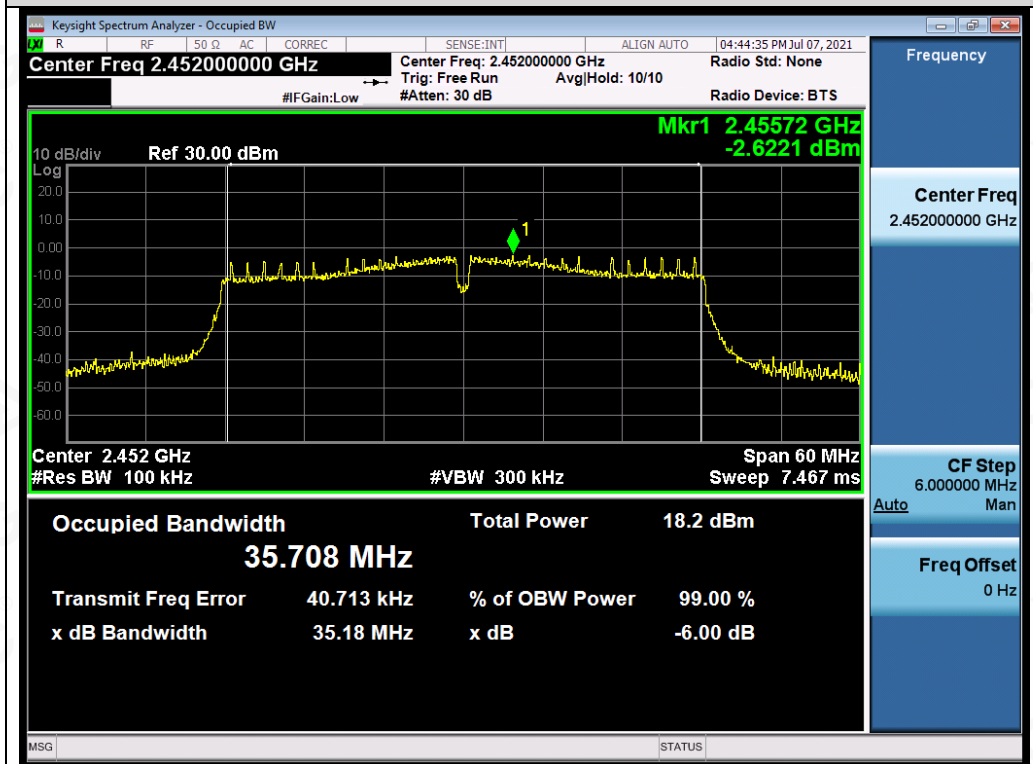 Keysight Spectrum Analyzer - Occupied BW
LXI R RF 50 Ω AC CORREC SENSE:INT ALIGN AUTO 04:44:35 PM Jul 07, 2021
Center Freq 2.452000000 GHz
#IFGain:Low
Center Freq: 2.452000000 GHz
Trig: Free Run Avg|Hold: 10/10
#Atten: 30 dB
Radio Std: None
Radio Device: BTS
Mkr1 2.45572 GHz
-2.6221 dBm
10 dB/div Ref 30.00 dBm
Log
20.0
10.0
0.00
-10.0
-20.0
-30.0
-40.0
-50.0
-60.0
1
Center 2.452 GHz Span 60 MHz
#Res BW 100 kHz #VBW 300 kHz Sweep 7.467 ms
Occupied Bandwidth Total Power 18.2 dBm
35.708 MHz
Transmit Freq Error 40.713 kHz % of OBW Power 99.00 %
x dB Bandwidth 35.18 MHz x dB -6.00 dB
Frequency
Center Freq
2.452000000 GHz
CF Step
6.000000 MHz
Auto Man
Freq Offset
0 Hz
MSG STATUS